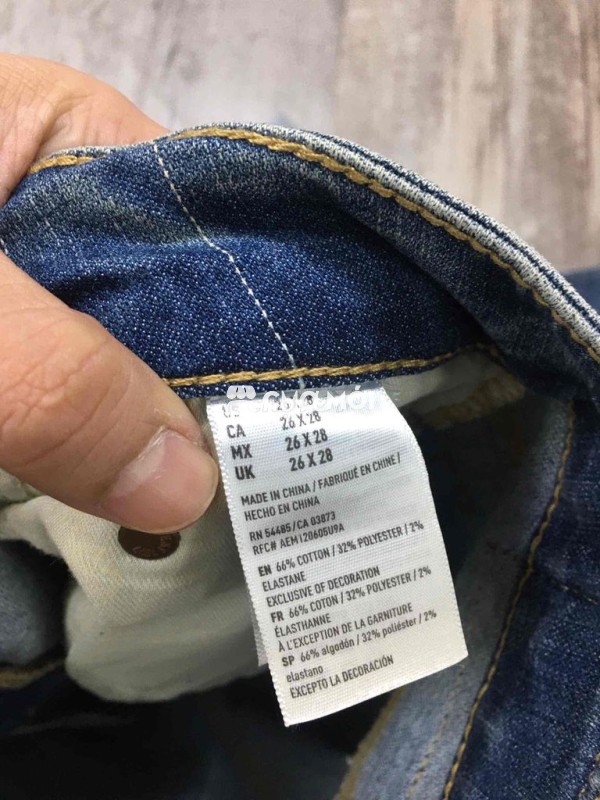 US
CA 26 X 28
MX 26 X 28
UK 26 X 28
MADE IN CHINA / FABRIQUÉ EN CHINE /
HECHO EN CHINA
RN 54485/CA 03873
RFC# AEM120605U9A
EN 66% COTTON / 32% POLYESTER / 2%
ELASTANE
EXCLUSIVE OF DECORATION
FR 66% COTON / 32% POLYESTER / 2%
ÉLASTHANNE
À L'EXCEPTION DE LA GARNITURE
SP 66% algodón / 32% poliéster / 2%
elastano
EXCEPTO LA DECORACIÓN